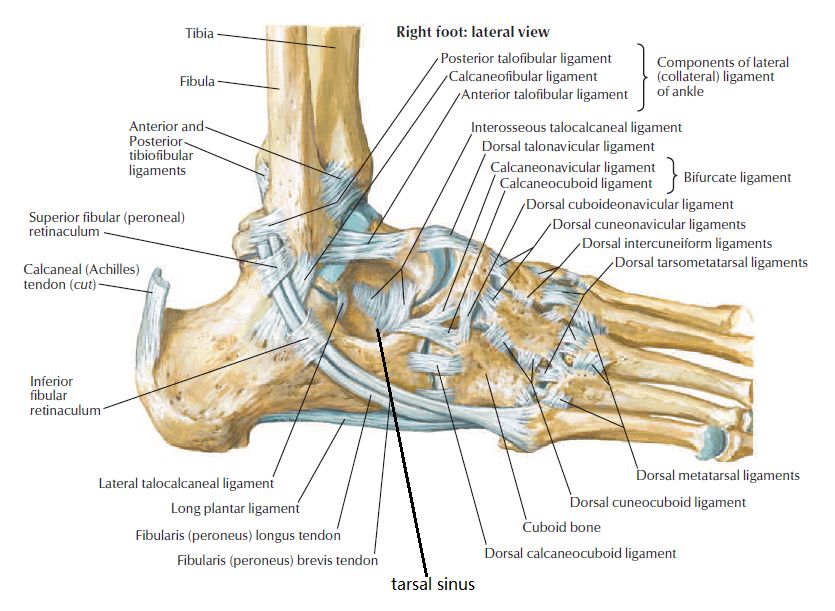 Right foot: lateral view
Tibia
Fibula
Anterior and
Posterior
tibiofibular
ligaments
Superior fibular (peroneal)
retinaculum
Calcaneal (Achilles)
tendon (cut)
Inferior
fibular
retinaculum
Posterior talofibular ligament
Calcaneofibular ligament
Anterior talofibular ligament
Components of lateral
(collateral) ligament
of ankle
Interosseous talocalcaneal ligament
Dorsal talonavicular ligament
Calcaneonavicular ligament
Calcaneocuboid ligament
Bifurcate ligament
Dorsal cuboideonavicular ligament
Dorsal cuneonavicular ligaments
Dorsal intercuneiform ligaments
Dorsal tarsometatarsal ligaments
Lateral talocalcaneal ligament
Long plantar ligament
Fibularis (peroneus) longus tendon
Fibularis (peroneus) brevis tendon
Dorsal metatarsal ligaments
Dorsal cuneocuboid ligament
Cuboid bone
Dorsal calcaneocuboid ligament
tarsal sinus